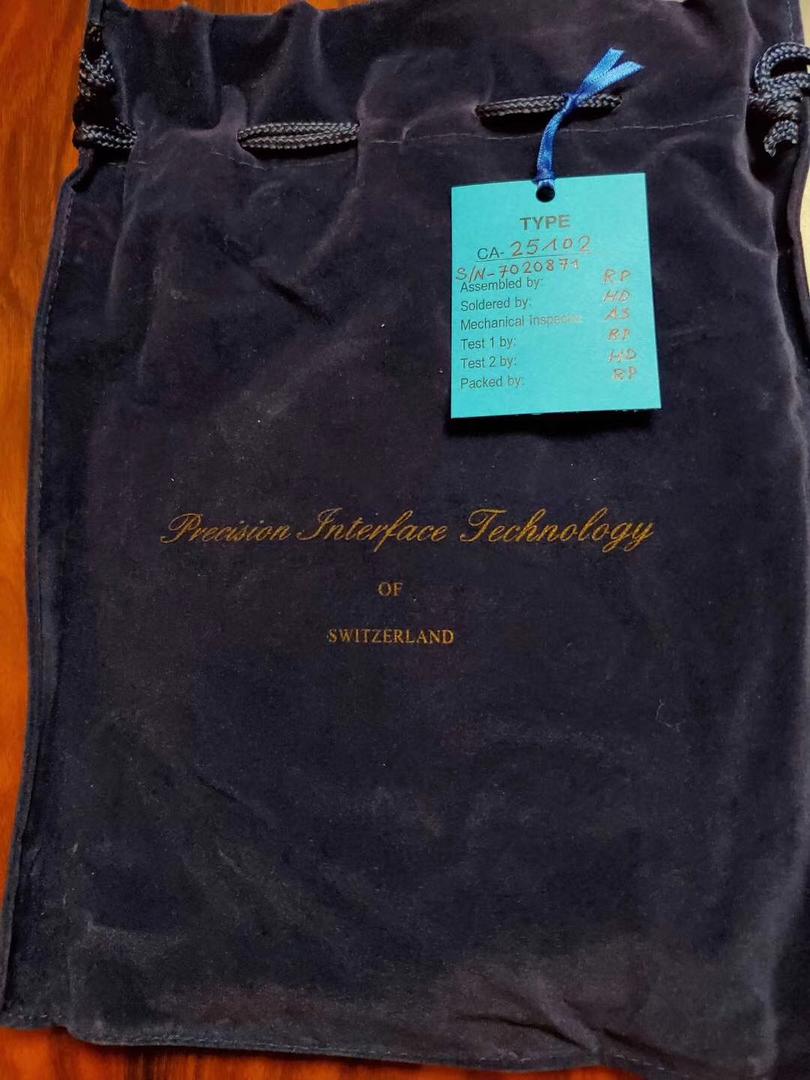 TYPE
CA- 25102
S/N-7020871
Assembled by: RP
Soldered by: HD
Mechanical Inspec AS
Test 1 by: RP
Test 2 by: HD
Packed by: RP
Precision Interface Technology
OF
SWITZERLAND